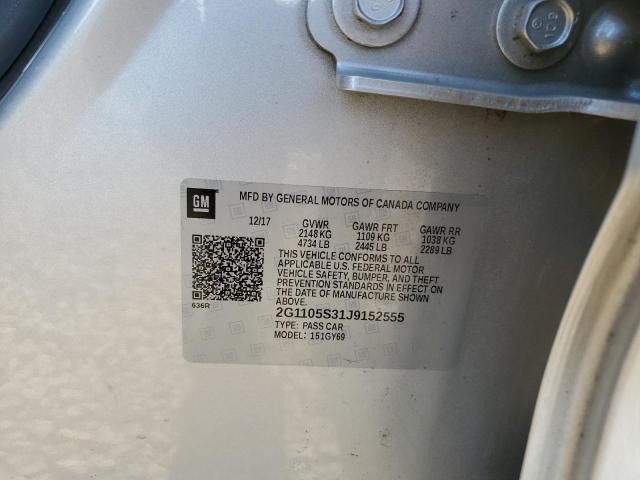 GM
MFD BY GENERAL MOTORS OF CANADA COMPANY
12/17 GVWR GAWR FRT GAWR RR
2148 KG 1109 KG 1038 KG
4734 LB 2445 LB 2289 LB
THIS VEHICLE CONFORMS TO ALL
APPLICABLE U.S. FEDERAL MOTOR
VEHICLE SAFETY, BUMPER, AND THEFT
PREVENTION STANDARDS IN EFFECT ON
THE DATE OF MANUFACTURE SHOWN
ABOVE.
636R
2G1105S31J9152555
TYPE: PASS CAR
MODEL: 151GY69